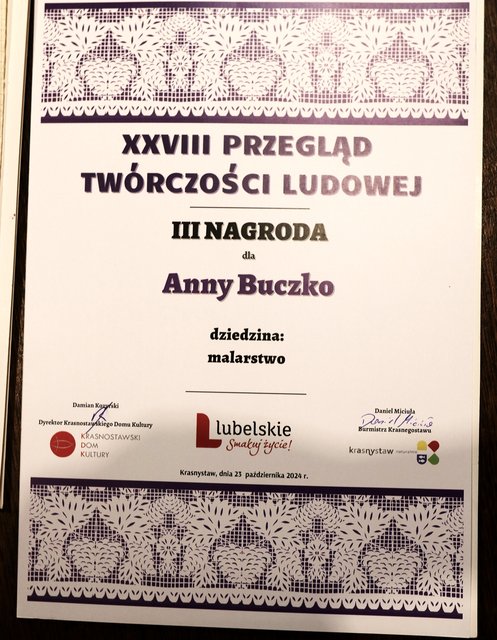 XXVIII PRZEGLĄD
TWÓRCZOŚCI LUDOWEJ
III NAGRODA
dla
Anny Buczko
dziedzina:
malarstwo
Damian
Dyrektor Krasnostawskiego Domu Kultury
KRASNOSTAWSKI
DOM
KULTURY
Lubelskie
Smakuj życie!
Daniel Miciuła
Burmistrz Krasnegostawu
krasnystaw
Krasnystaw, dnia 23 października 2024 r.